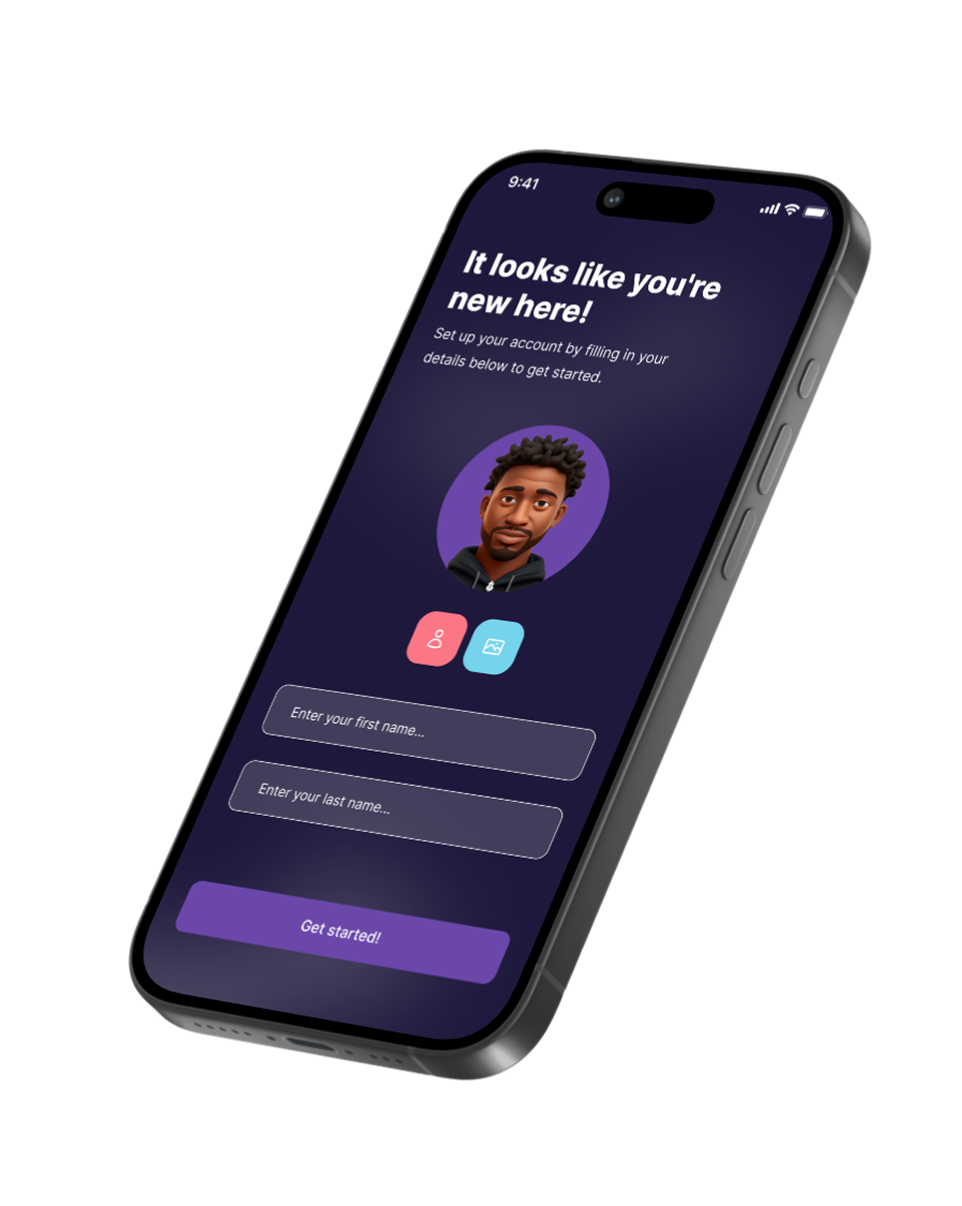 9:41
It looks like you're
new here!
Set up your account by filling in your
details below to get started.
Enter your first name...
Enter your last name...
Get started!